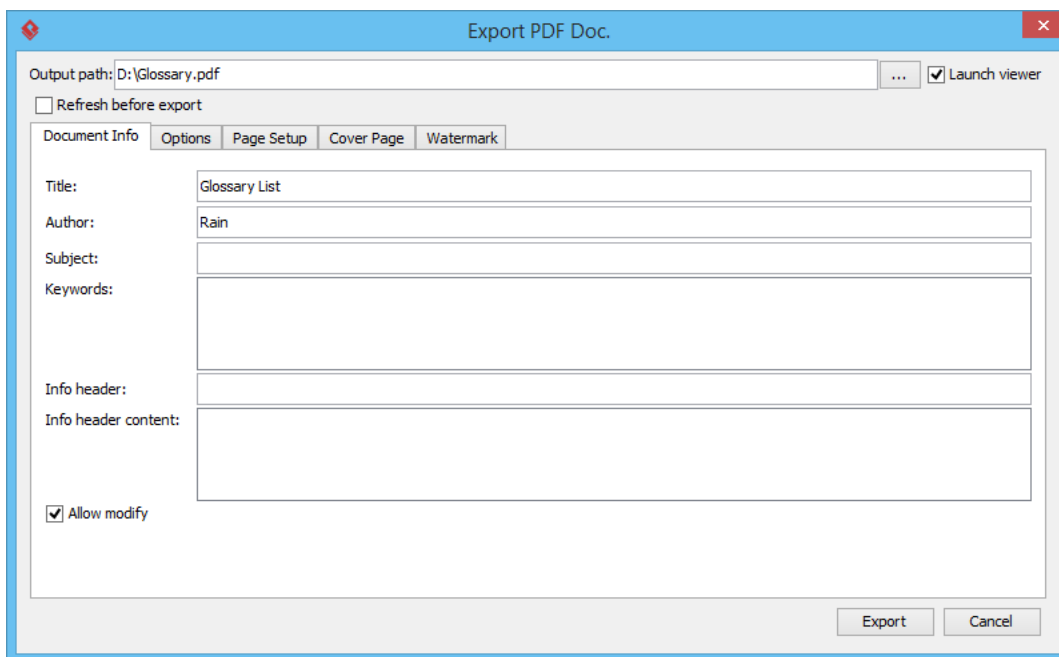 Export PDF Doc.
Output path: D:\Glossary.pdf ... Launch viewer
Refresh before export
Document Info Options Page Setup Cover Page Watermark
Title: Glossary List
Author: Rain
Subject:
Keywords:
Info header:
Info header content:
Allow modify
Export Cancel